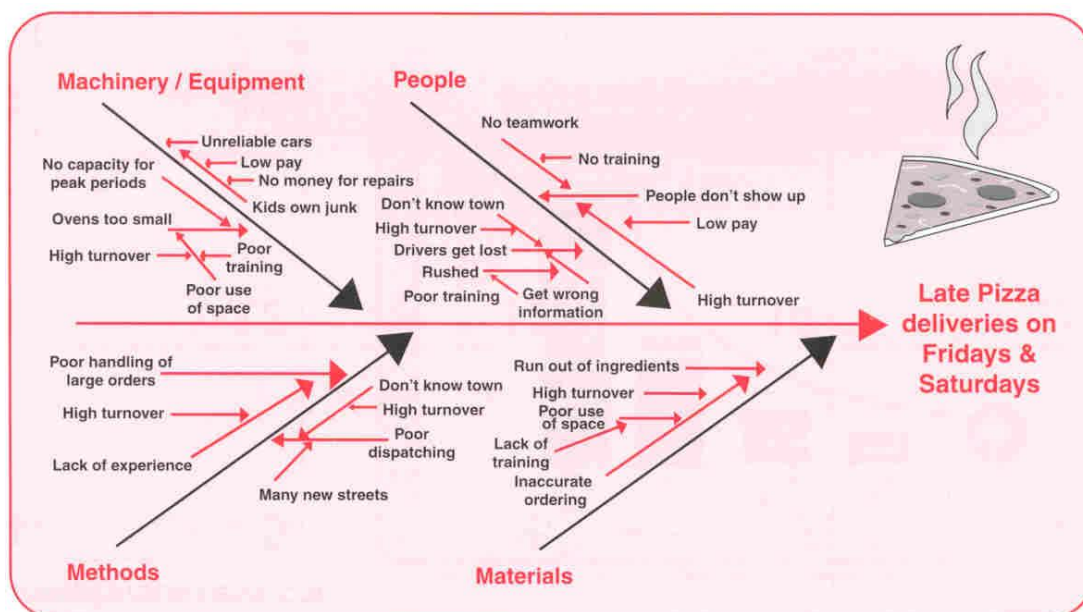 Machinery / Equipment
Unreliable cars
Low pay
No money for repairs
Kids own junk
No capacity for
peak periods
Ovens too small
High turnover
Poor
training
Poor use
of space
People
No teamwork
No training
People don't show up
Low pay
High turnover
Don't know town
High turnover
Drivers get lost
Rushed
Poor training
Get wrong
information
Late Pizza
deliveries on
Fridays &
Saturdays
Poor handling of
large orders
High turnover
Lack of experience
Don't know town
High turnover
Poor
dispatching
Many new streets
Methods
Run out of ingredients
High turnover
Poor use
of space
Lack of
training
Inaccurate
ordering
Materials